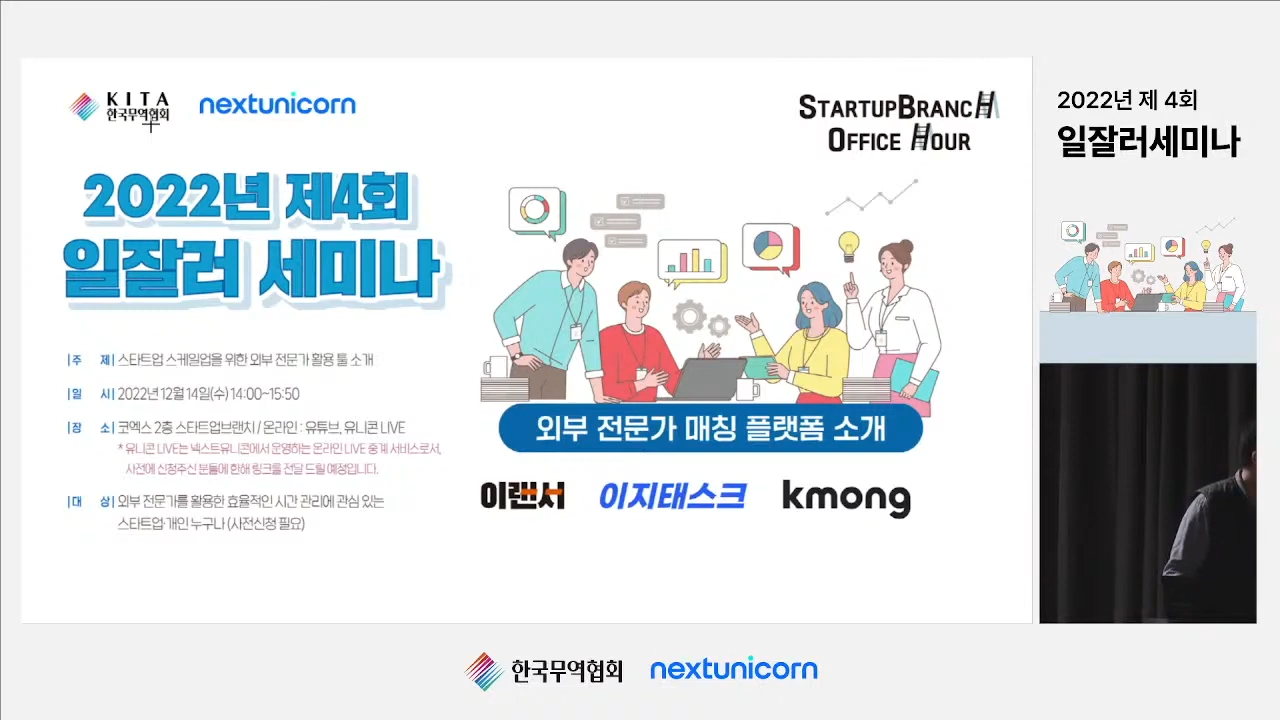 KITA
한국무역협회
nextunicorn
STARTUPBRANCH
OFFICE HOUR
2022년 제4회
일잘러 세미나
|주 제| 스타트업 스케일업을 위한 외부 전문가 활용 툴 소개
|일 시| 2022년 12월 14일(수) 14:00~15:50
|장 소| 코엑스 2층 스타트업브랜치 / 온라인 : 유튜브, 유니콘 LIVE
* 유니콘 LIVE는 넥스트유니콘에서 운영하는 온라인 LIVE 중계 서비스로서,
사전에 신청주신 분들에 한해 링크를 전달 드릴 예정입니다.
|대 상| 외부 전문가를 활용한 효율적인 시간 관리에 관심 있는
스타트업·개인 누구나 (사전신청 필요)
외부 전문가 매칭 플랫폼 소개
이랜서
이지태스크
kmong
2022년 제 4회
일잘러세미나
한국무역협회
nextunicorn